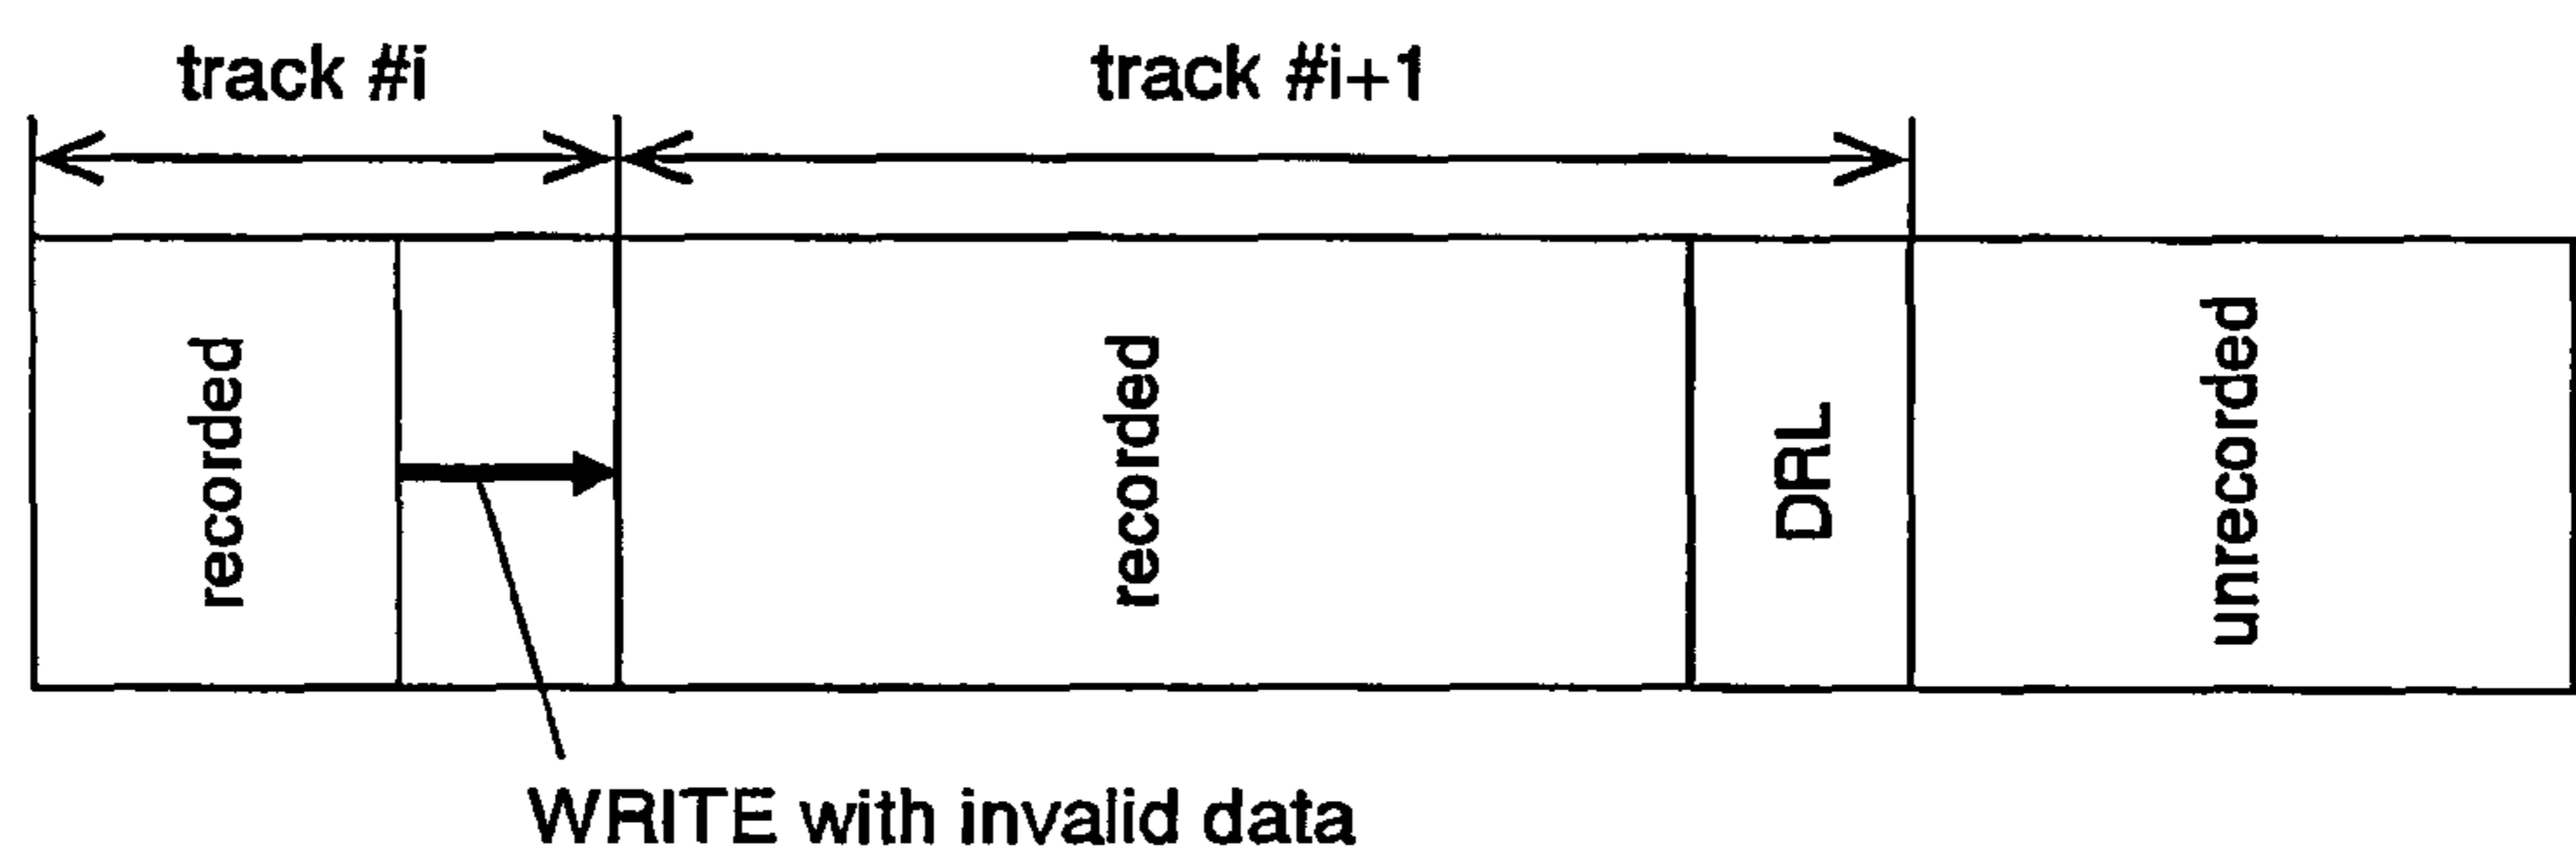 track #i
track #i+1
recorded
recorded
DRL
unrecorded
WRITE with invalid data